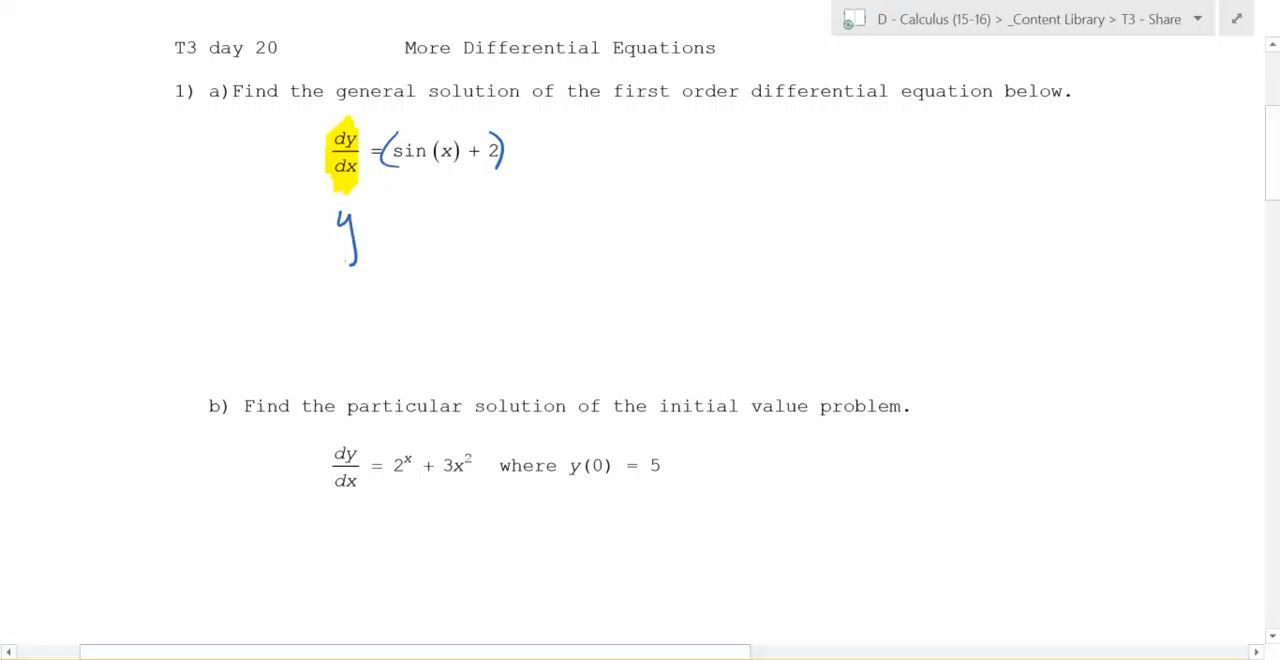 D - Calculus (15-16) > _Content Library > T3 - Share
T3 day 20 More Differential Equations
1) a)Find the general solution of the first order differential equation below.
dy/dx = (sin(x) + 2)
y
b) Find the particular solution of the initial value problem.
dy/dx = 2^x + 3x^2 where y(0) = 5